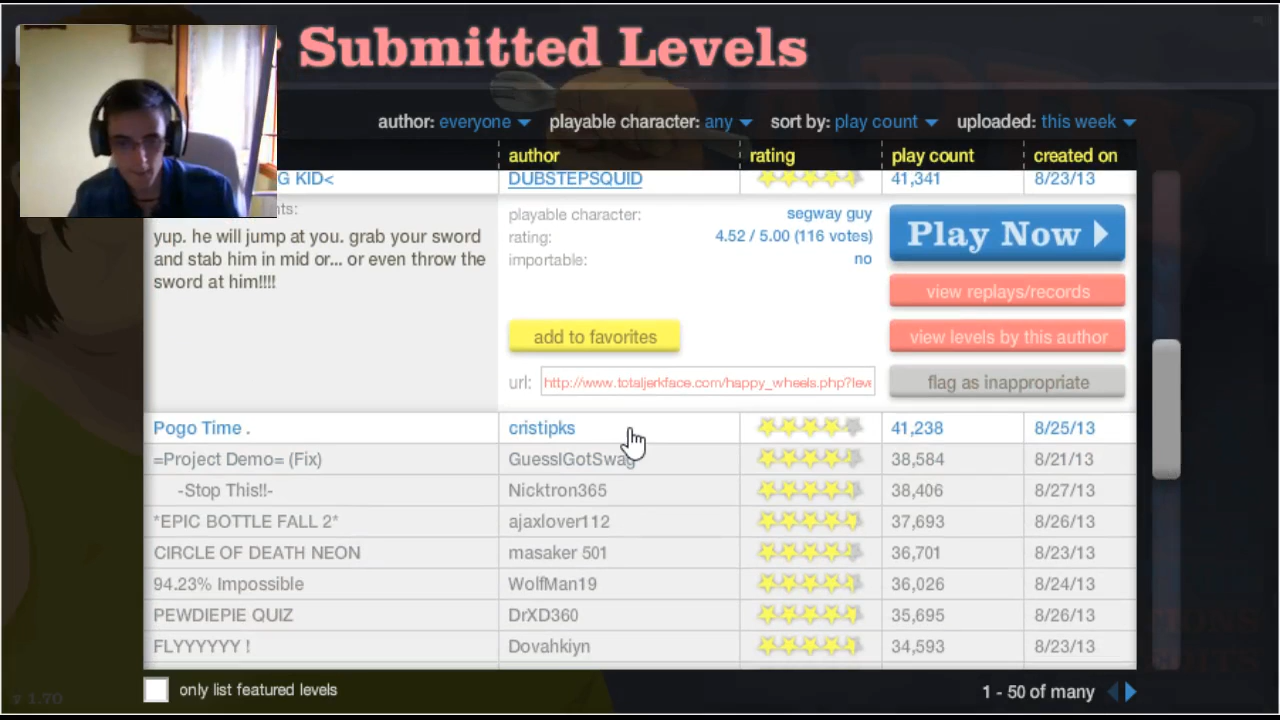 Submitted Levels
author: everyone playable character: any sort by: play count uploaded: this week
author rating play count created on
G KID< DUBSTEPSQUID 41,341 8/23/13
nts:
yup. he will jump at you. grab your sword
and stab him in mid or... or even throw the
sword at him!!!!
playable character: segway guy
rating: 4.52 / 5.00 (116 votes)
importable: no
Play Now
view replays/records
add to favorites
view levels by this author
url: http://www.totaljerkface.com/happy_wheels.php?leve
flag as inappropriate
Pogo Time . cristipks 41,238 8/25/13
=Project Demo= (Fix) GuessIGotSwag 38,584 8/21/13
-Stop This!!- Nicktron365 38,406 8/27/13
*EPIC BOTTLE FALL 2* ajaxlover112 37,693 8/26/13
CIRCLE OF DEATH NEON masaker 501 36,701 8/23/13
94.23% Impossible WolfMan19 36,026 8/24/13
PEWDIEPIE QUIZ DrXD360 35,695 8/26/13
FLYYYYYY ! Dovahkiyn 34,593 8/23/13
only list featured levels
1 - 50 of many
v 1.70